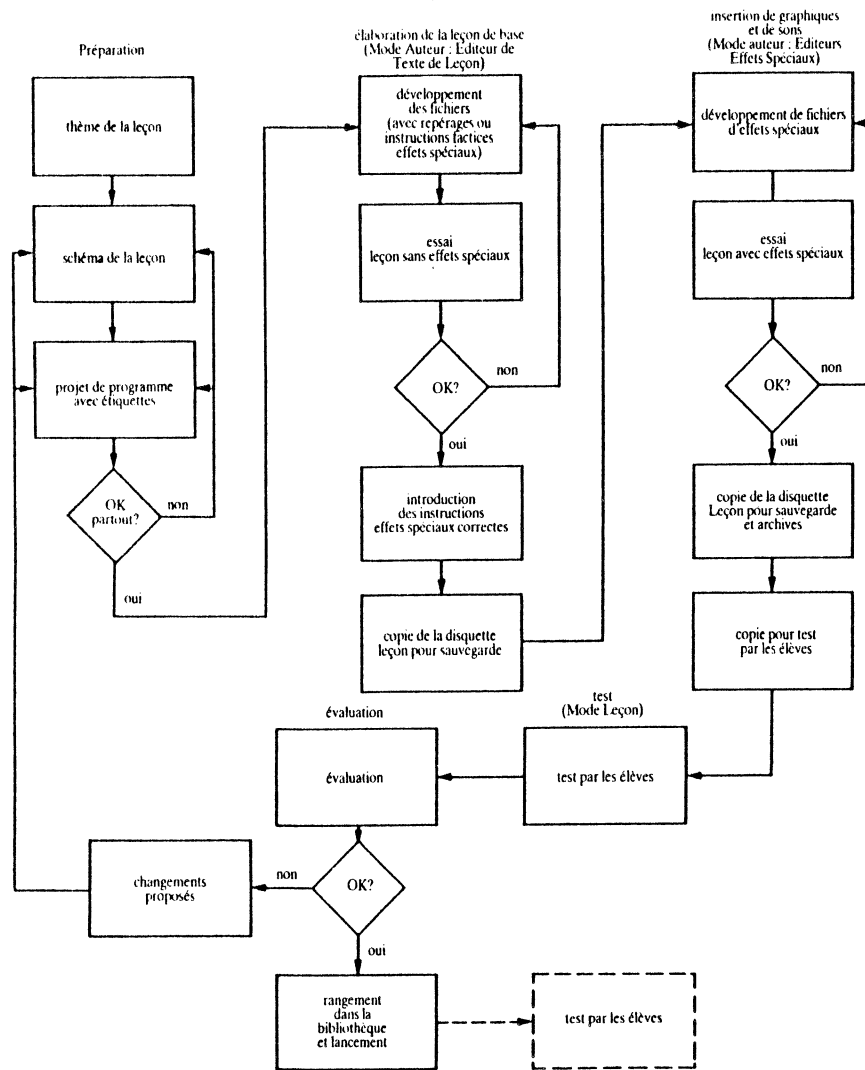 Préparation
thème de la leçon
schéma de la leçon
projet de programme
avec étiquettes
OK
partout?
non
oui
élaboration de la leçon de base
(Mode Auteur : Editeur de
Texte de Leçon)
développement
des fichiers
(avec repérages ou
instructions factices
effets spéciaux)
essai
leçon sans effets spéciaux
OK?
non
oui
introduction
des instructions
effets spéciaux correctes
copie de la disquette
leçon pour sauvegarde
insertion de graphiques
et de sons
(Mode auteur : Editeurs
Effets Spéciaux)
développement de fichiers
d'effets spéciaux
essai
leçon avec effets spéciaux
OK?
non
oui
copie de la disquette
Leçon pour sauvegarde
et archives
copie pour test
par les élèves
test
(Mode Leçon)
test par les élèves
évaluation
évaluation
OK?
non
changements
proposés
oui
rangement
dans la
bibliothèque
et lancement
test par les élèves